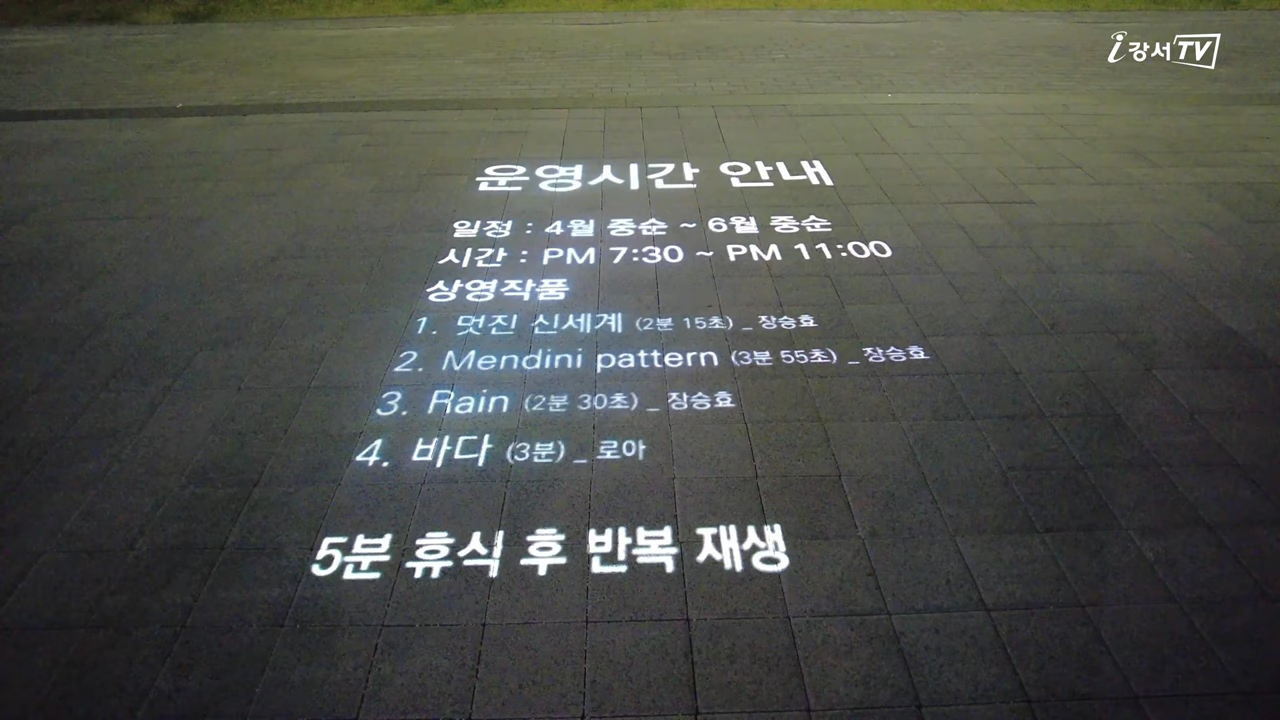 i강서TV
운영시간 안내
일정 : 4월 중순 ~ 6월 중순
시간 : PM 7:30 ~ PM 11:00
상영작품
1. 멋진 신세계 (2분 15초) _ 장승효
2. Mendini pattern (3분 55초) _ 장승효
3. Rain (2분 30초) _ 장승효
4. 바다 (3분) _ 로아
5분 휴식 후 반복 재생